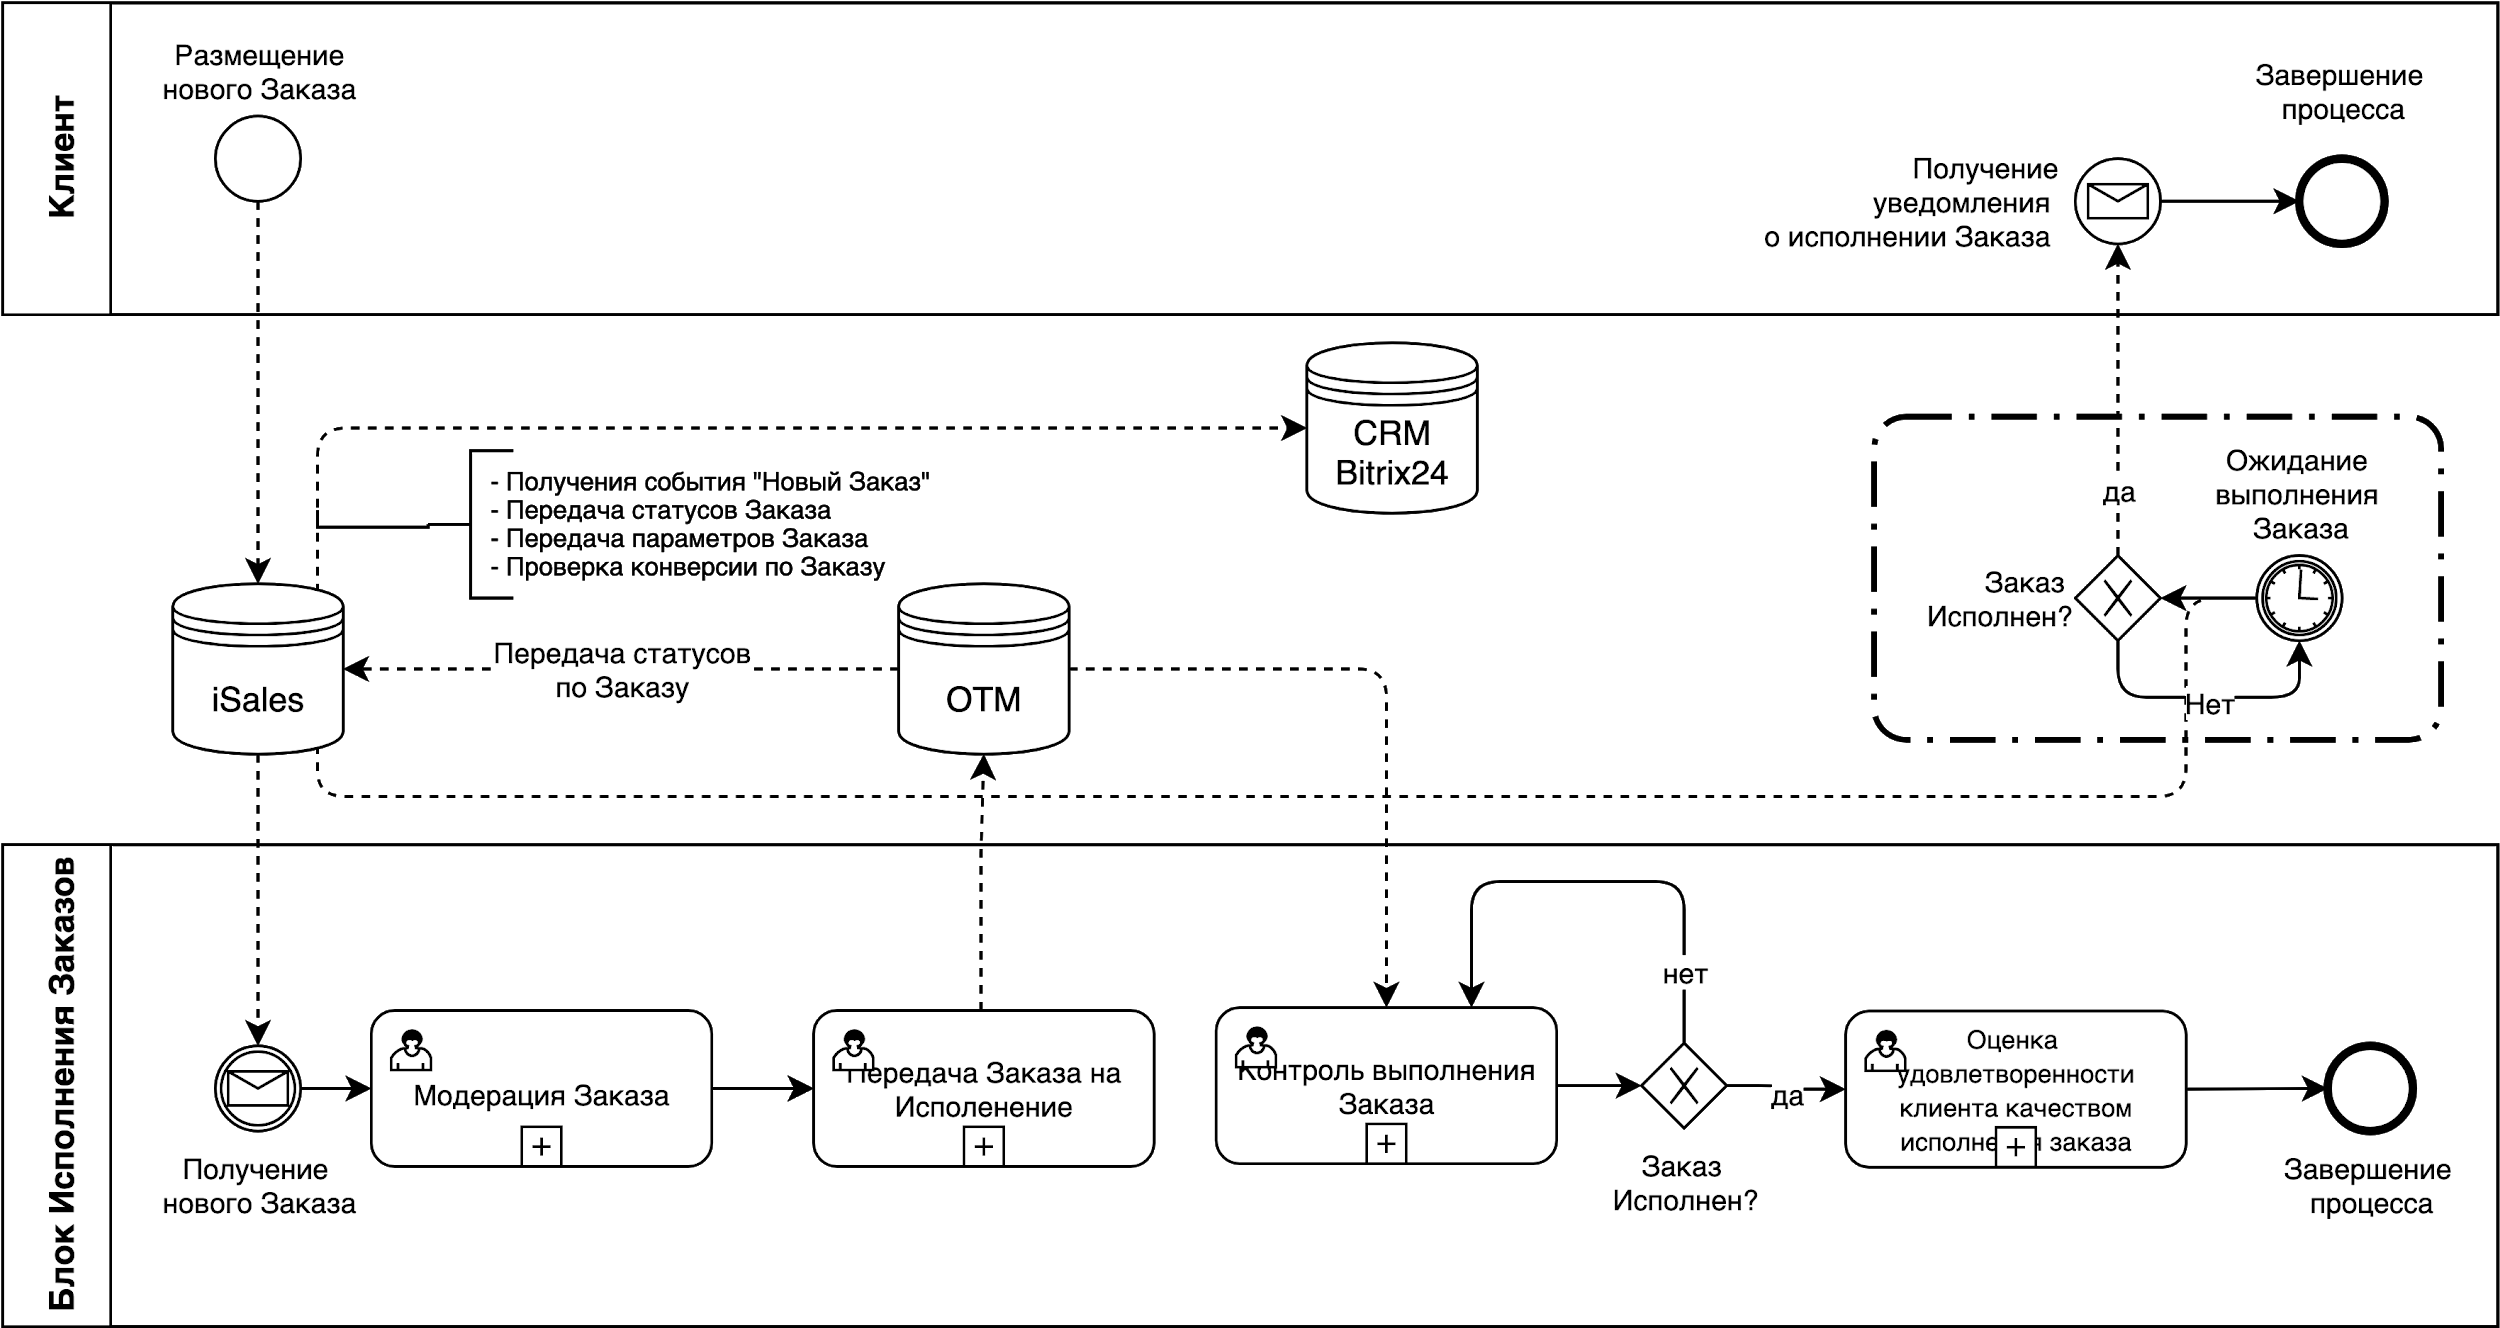 Клиент
Размещение
нового Заказа
Получение
уведомления
о исполнении Заказа
Завершение
процесса
CRM
Bitrix24
- Получения события "Новый Заказ"
- Передача статусов Заказа
- Передача параметров Заказа
- Проверка конверсии по Заказу
да
Ожидание
выполнения
Заказа
Заказ
Исполнен?
Нет
iSales
Передача статусов
по Заказу
OTM
Блок Исполнения Заказов
Получение
нового Заказа
Модерация Заказа
Передача Заказа на
Исполенение
Контроль выполнения
Заказа
нет
Заказ
Исполнен?
да
Оценка
удовлетворенности
клиента качеством
исполнения заказа
Завершение
процесса